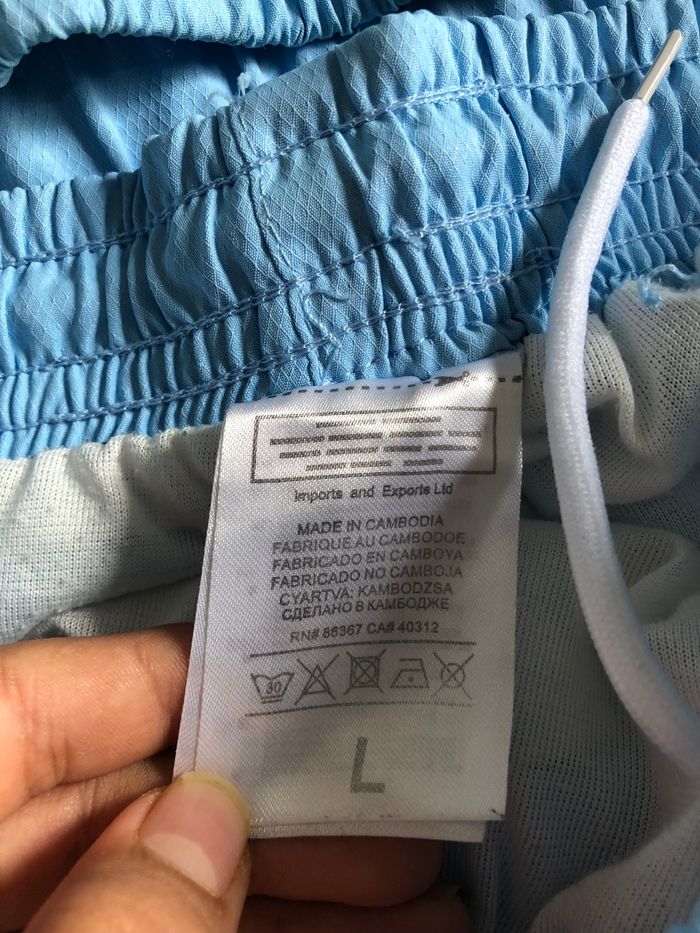 Imports and Exports Ltd
MADE IN CAMBODIA
FABRIQUE AU CAMBODOE
FABRICADO EN CAMBOYA
FABRICADO NO CAMBOJA
CYARTVA: KAMBODZSA
СДЕЛАНО В КАМБОДЖЕ
RN# 86367 CA# 40312
30
L